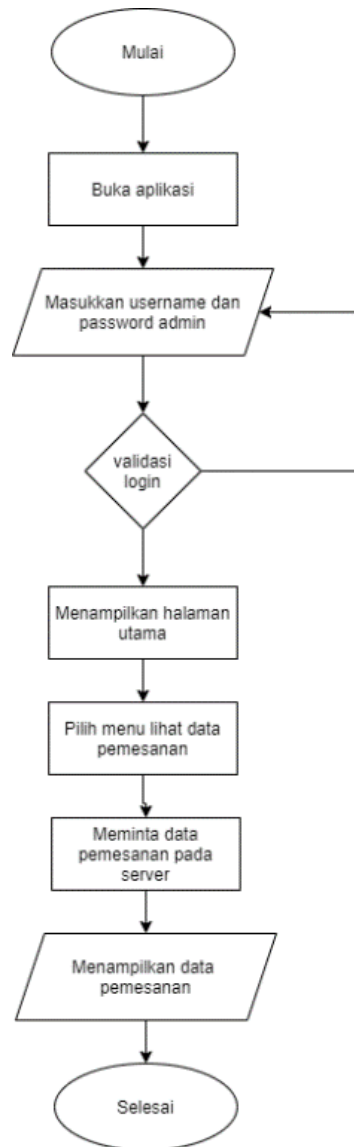 Mulai
Buka aplikasi
Masukkan username dan
password admin
validasi
login
Menampilkan halaman
utama
Pilih menu lihat data
pemesanan
Meminta data
pemesanan pada
server
Menampilkan data
pemesanan
Selesai